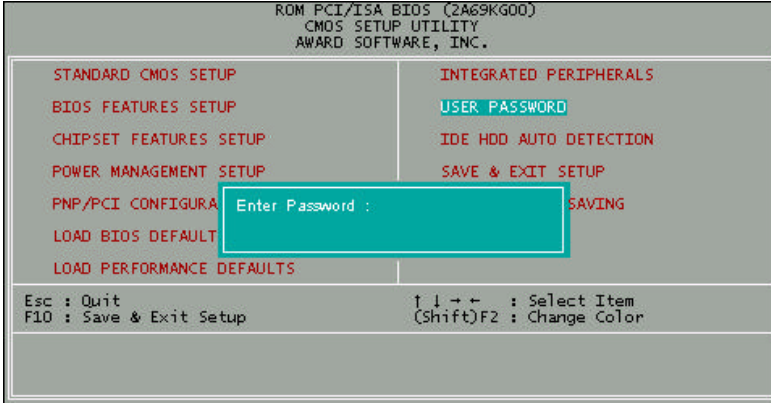 ROM PCI/ISA BIOS (2A69KG00)
CMOS SETUP UTILITY
AWARD SOFTWARE, INC.
STANDARD CMOS SETUP
BIOS FEATURES SETUP
CHIPSET FEATURES SETUP
POWER MANAGEMENT SETUP
PNP/PCI CONFIGURA
LOAD BIOS DEFAULT
LOAD PERFORMANCE DEFAULTS
INTEGRATED PERIPHERALS
USER PASSWORD
IDE HDD AUTO DETECTION
SAVE & EXIT SETUP
SAVING
Enter Password :
Esc : Quit
F10 : Save & Exit Setup
↑ ↓ → ← : Select Item
(Shift)F2 : Change Color